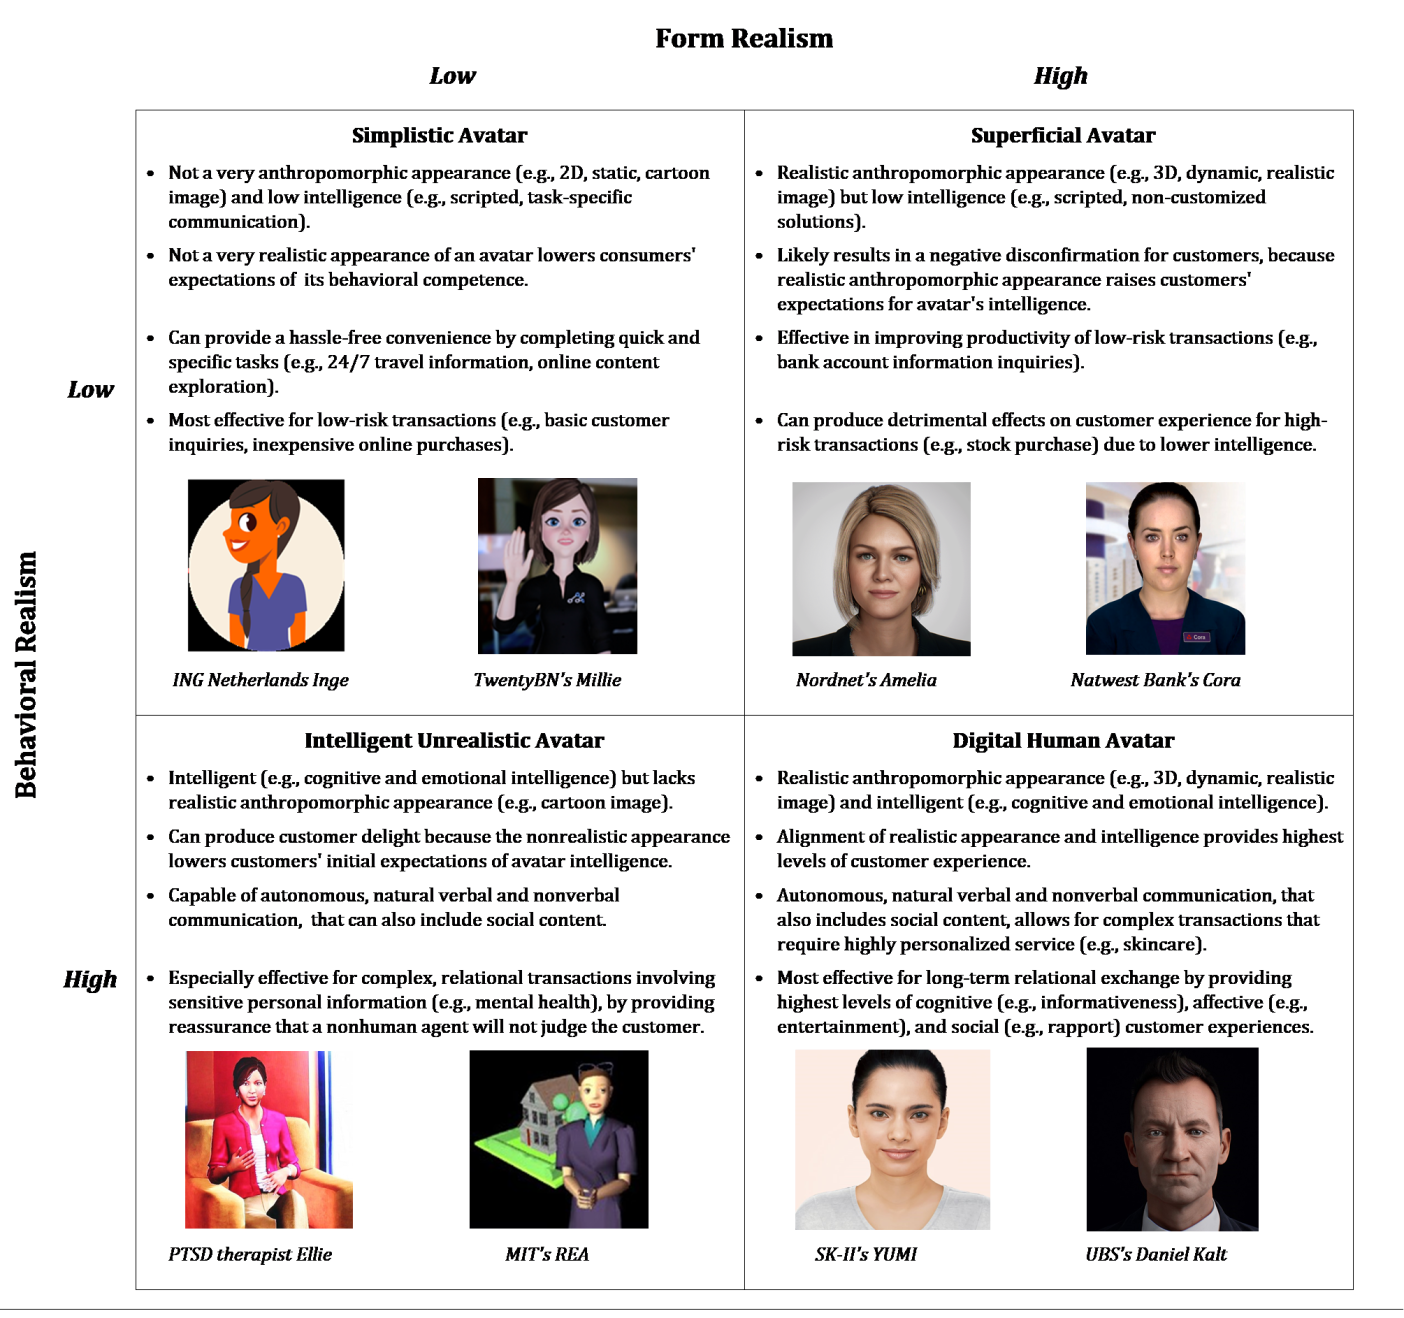 Form Realism
Low
High
Simplistic Avatar
• Not a very anthropomorphic appearance (e.g., 2D, static, cartoon
image) and low intelligence (e.g., scripted, task-specific
communication).
• Not a very realistic appearance of an avatar lowers consumers'
expectations of its behavioral competence.
• Can provide a hassle-free convenience by completing quick and
specific tasks (e.g., 24/7 travel information, online content
exploration).
• Most effective for low-risk transactions (e.g., basic customer
inquiries, inexpensive online purchases).
ING Netherlands Inge
TwentyBN's Millie
Superficial Avatar
• Realistic anthropomorphic appearance (e.g., 3D, dynamic, realistic
image) but low intelligence (e.g., scripted, non-customized
solutions).
• Likely results in a negative disconfirmation for customers, because
realistic anthropomorphic appearance raises customers'
expectations for avatar's intelligence.
• Effective in improving productivity of low-risk transactions (e.g.,
bank account information inquiries).
• Can produce detrimental effects on customer experience for high-
risk transactions (e.g., stock purchase) due to lower intelligence.
Cora
Nordnet's Amelia
Natwest Bank's Cora
Low
Behavioral Realism
High
Intelligent Unrealistic Avatar
• Intelligent (e.g., cognitive and emotional intelligence) but lacks
realistic anthropomorphic appearance (e.g., cartoon image).
• Can produce customer delight because the nonrealistic appearance
lowers customers' initial expectations of avatar intelligence.
• Capable of autonomous, natural verbal and nonverbal
communication, that can also include social content.
• Especially effective for complex, relational transactions involving
sensitive personal information (e.g., mental health), by providing
reassurance that a nonhuman agent will not judge the customer.
PTSD therapist Ellie
MIT's REA
Digital Human Avatar
• Realistic anthropomorphic appearance (e.g., 3D, dynamic, realistic
image) and intelligent (e.g., cognitive and emotional intelligence).
• Alignment of realistic appearance and intelligence provides highest
levels of customer experience.
• Autonomous, natural verbal and nonverbal communication, that
also includes social content, allows for complex transactions that
require highly personalized service (e.g., skincare).
• Most effective for long-term relational exchange by providing
highest levels of cognitive (e.g., informativeness), affective (e.g.,
entertainment), and social (e.g., rapport) customer experiences.
SK-II's YUMI
UBS's Daniel Kalt